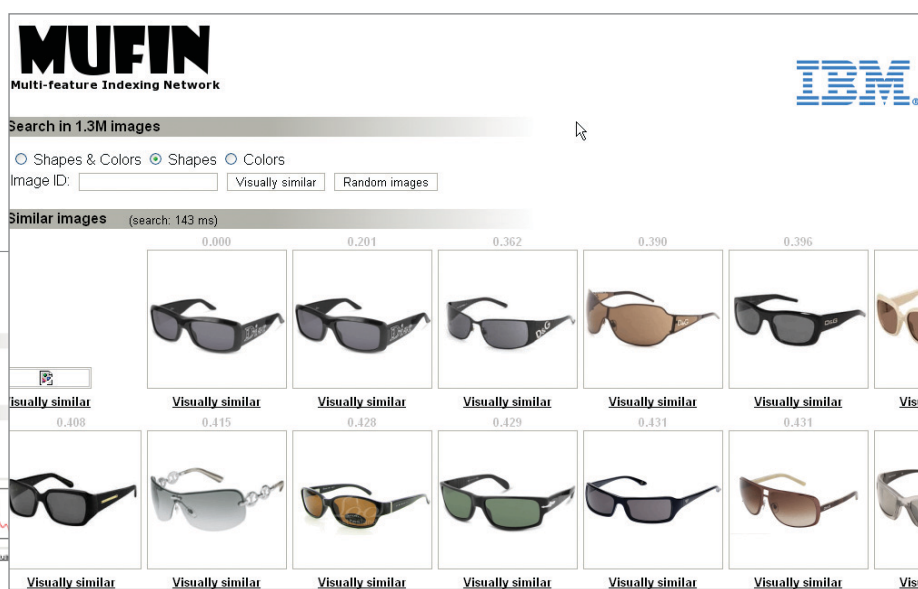 MUFIN
Multi-feature Indexing Network
IBM
Search in 1.3M images
Shapes & Colors Shapes Colors
Image ID: Visually similar Random images
Similar images (search: 143 ms)
0.000 0.201 0.362 0.390 0.396
D&G D&G D&G
isually similar Visually similar Visually similar Visually similar Visually similar Visually similar Vis
0.408 0.415 0.428 0.429 0.431 0.431
Visually similar Visually similar Visually similar Visually similar Visually similar Visually similar Vis